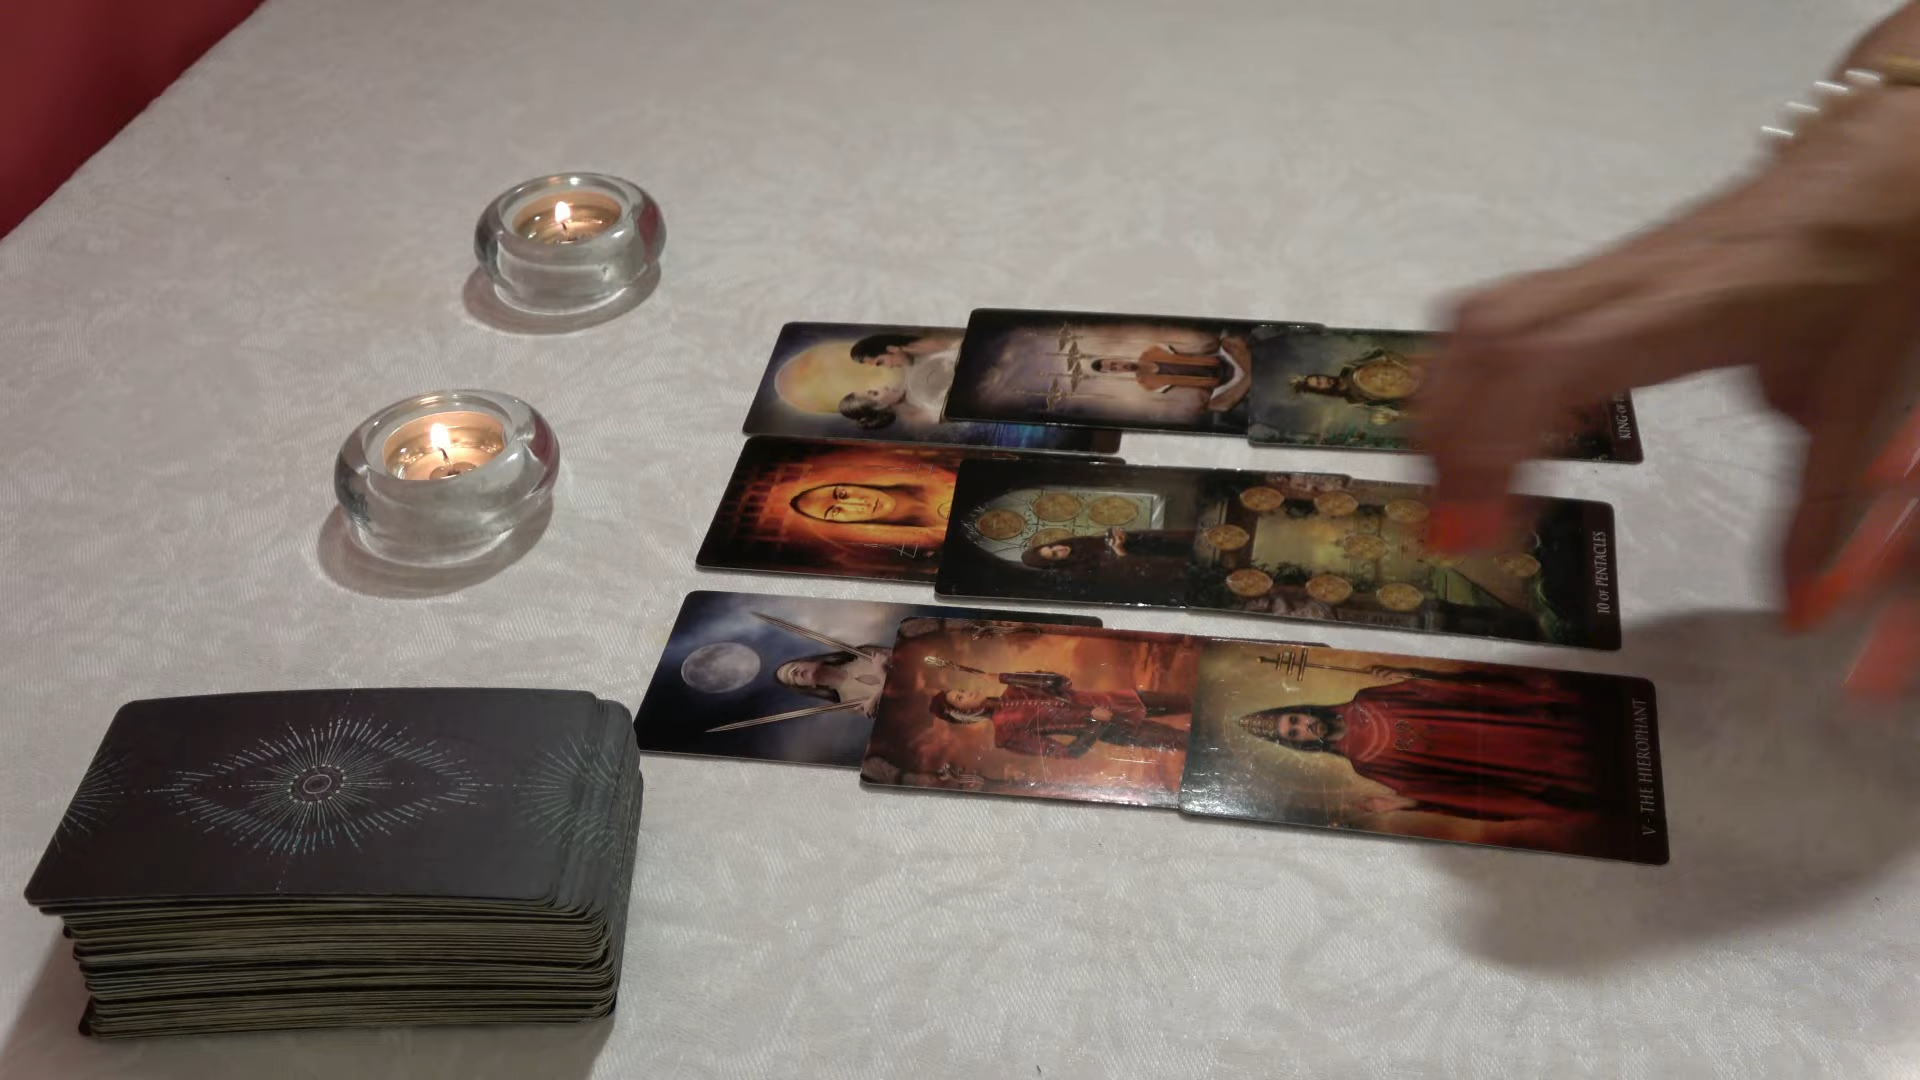 KING OF
10 OF PENTACLES
V - THE HIEROPHANT